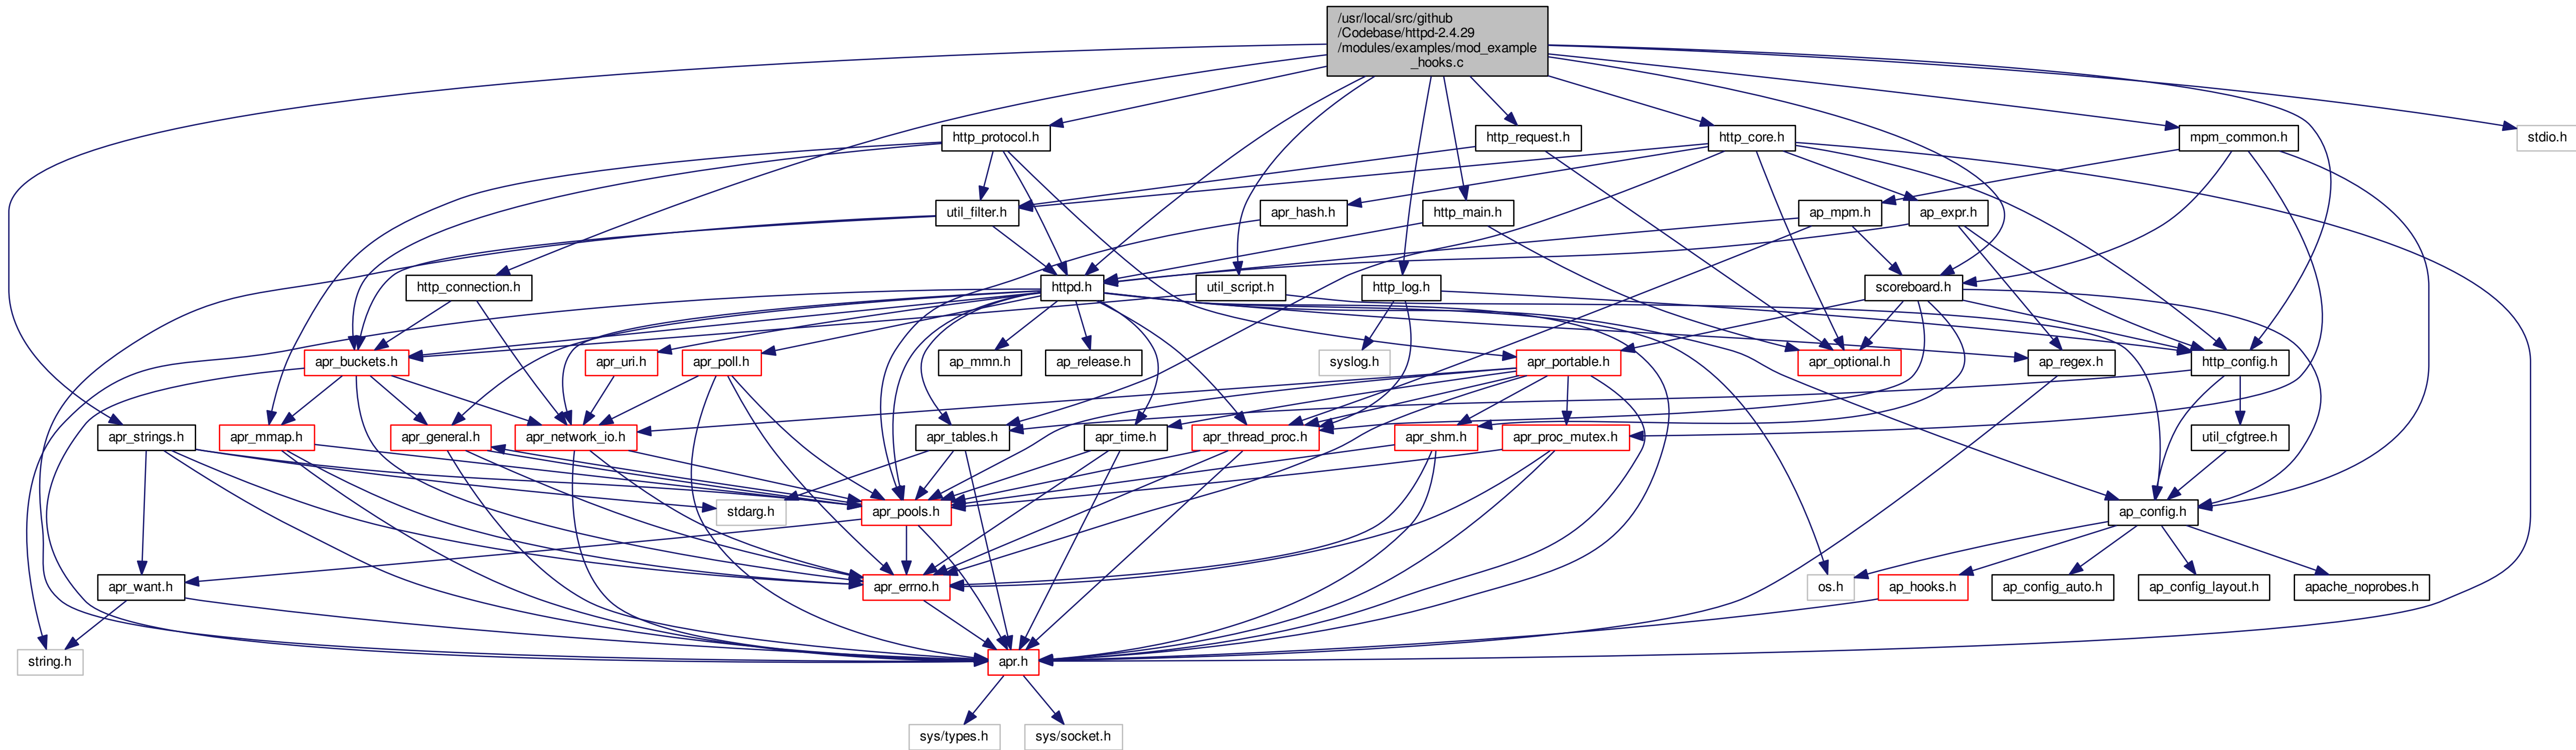 /usr/local/src/github
/Codebase/httpd-2.4.29
/modules/examples/mod_example
_hooks.c
http_protocol.h
http_request.h
http_core.h
mpm_common.h
stdio.h
util_filter.h
apr_hash.h
http_main.h
ap_mpm.h
ap_expr.h
http_connection.h
httpd.h
util_script.h
http_log.h
scoreboard.h
apr_buckets.h
apr_uri.h
apr_poll.h
ap_mmn.h
ap_release.h
syslog.h
apr_portable.h
apr_optional.h
ap_regex.h
http_config.h
apr_strings.h
apr_mmap.h
apr_general.h
apr_network_io.h
apr_tables.h
apr_time.h
apr_thread_proc.h
apr_shm.h
apr_proc_mutex.h
util_cfgtree.h
stdarg.h
apr_pools.h
ap_config.h
apr_want.h
apr_errno.h
os.h
ap_hooks.h
ap_config_auto.h
ap_config_layout.h
apache_noprobes.h
string.h
apr.h
sys/types.h
sys/socket.h